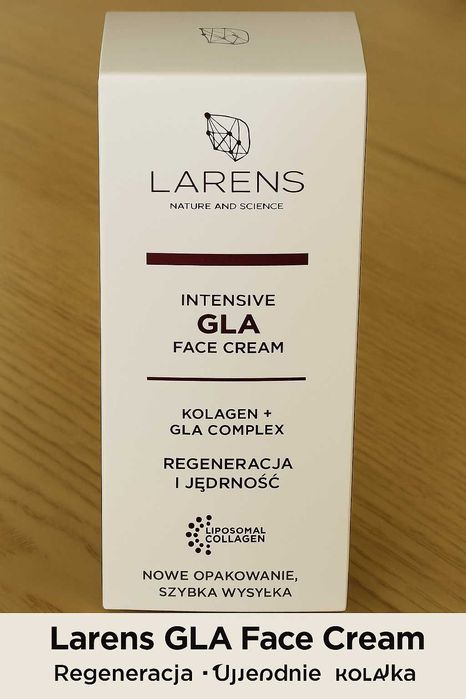 LARENS
NATURE AND SCIENCE
INTENSIVE
GLA
FACE CREAM
KOLAGEN +
GLA COMPLEX
REGENERACJA
I JĘDRNOŚĆ
LIPOSOMAL
COLLAGEN
NOWE OPAKOWANIE,
SZYBKA WYSYŁKA
Larens GLA Face Cream
Regeneracja